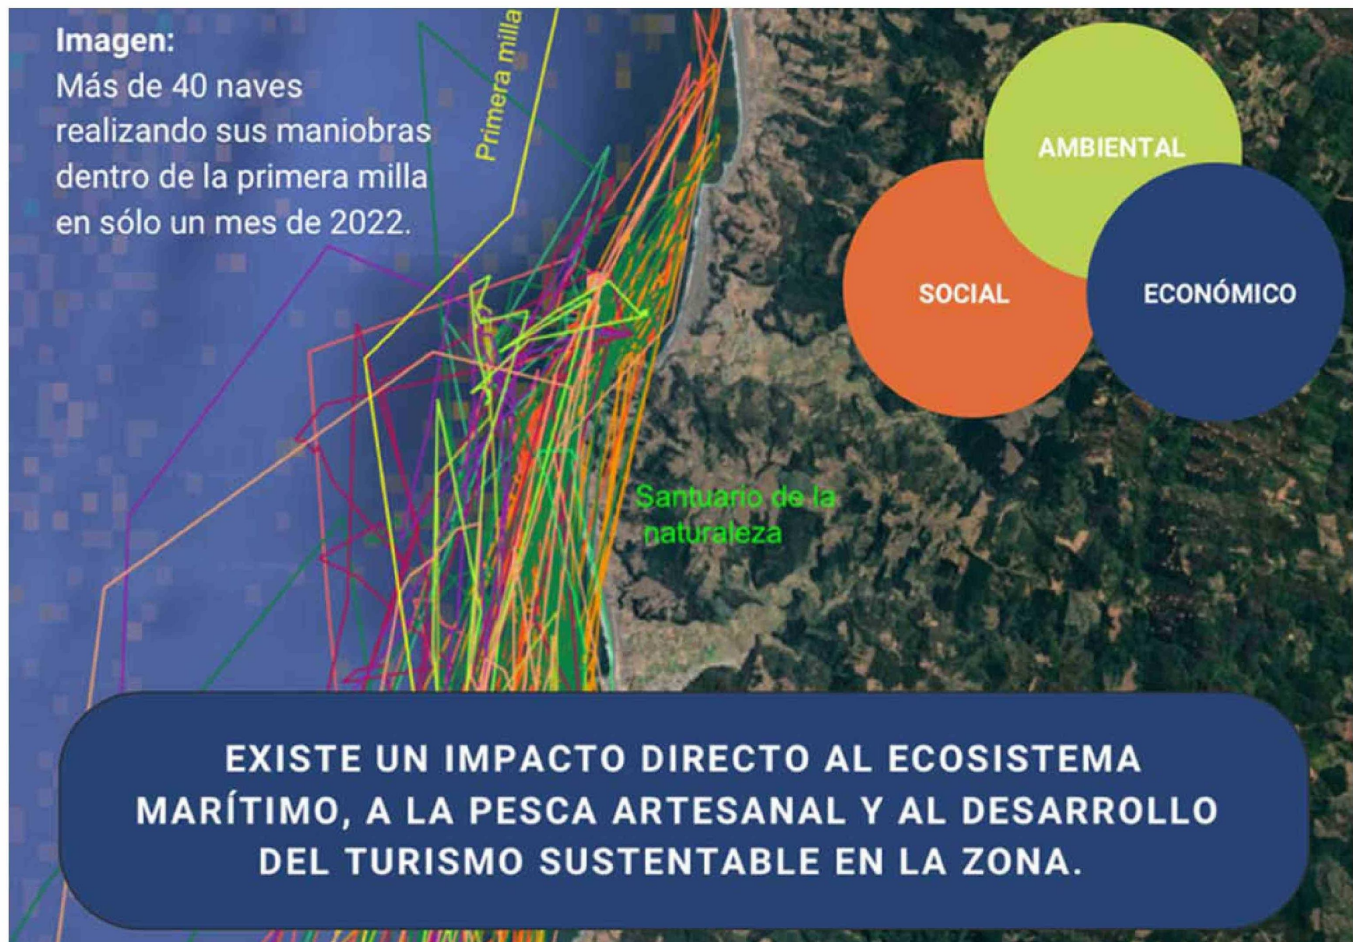 Imagen:
Más de 40 naves
realizando sus maniobras
dentro de la primera milla
en sólo un mes de 2022.
Primera milla
AMBIENTAL
SOCIAL
ECONÓMICO
Santuario de la
naturaleza
EXISTE UN IMPACTO DIRECTO AL ECOSISTEMA
MARÍTIMO, A LA PESCA ARTESANAL Y AL DESARROLLO
DEL TURISMO SUSTENTABLE EN LA ZONA.